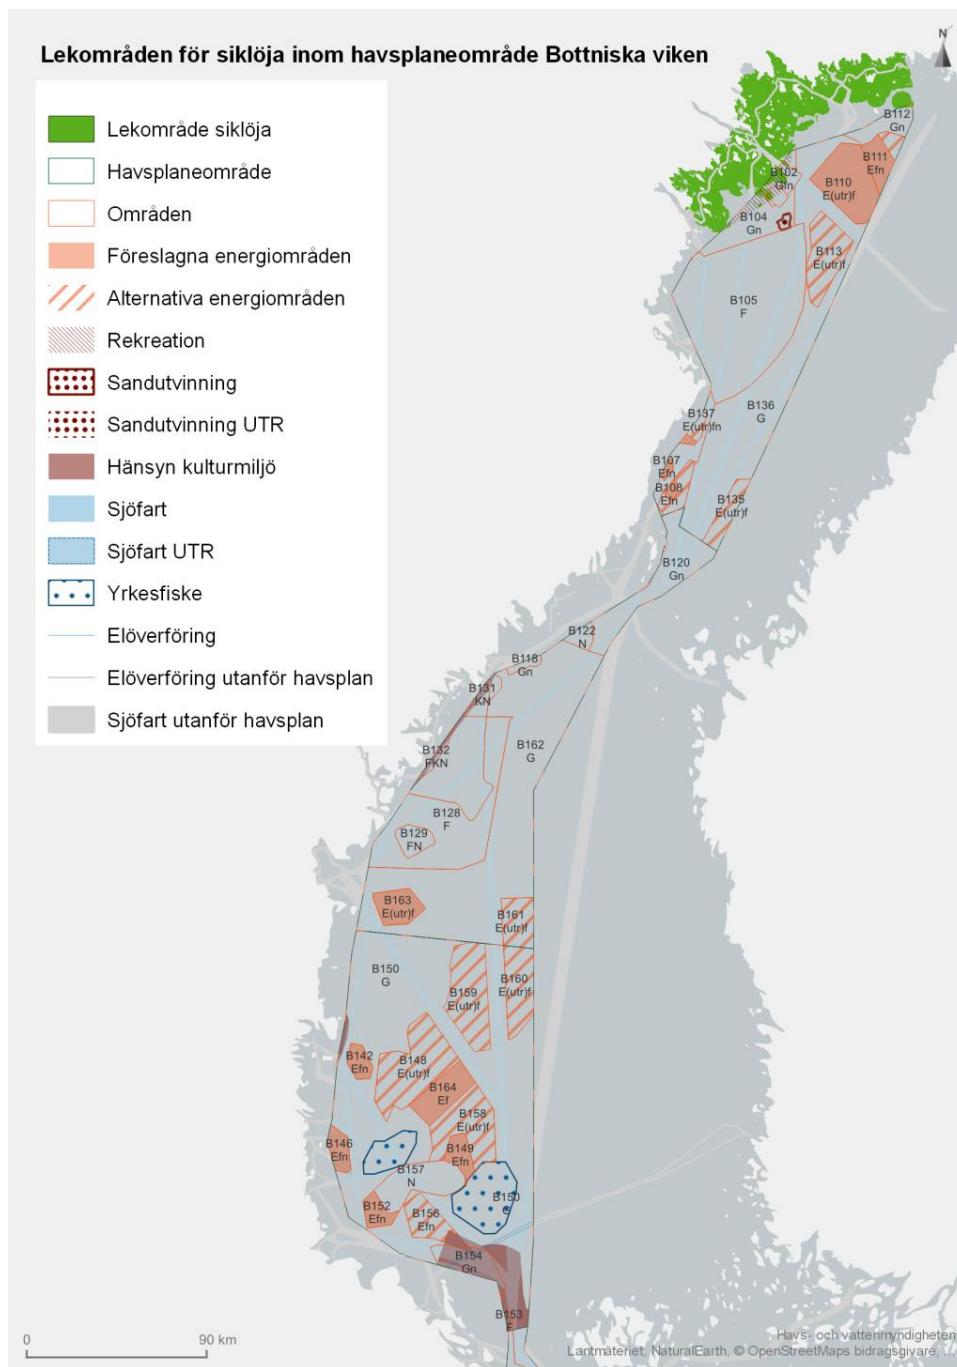 Lekområden för siklöja inom havsplaneområde Bottniska viken
N
Lekområde siklöja
Havsplaneområde
Områden
Föreslagna energiområden
Alternativa energiområden
Rekreation
Sandutvinning
Sandutvinning UTR
Hänsyn kulturmiljö
Sjöfart
Sjöfart UTR
Yrkesfiske
Elöverföring
Elöverföring utanför havsplan
Sjöfart utanför havsplan
B112
Gn
B111
Efn
B102
Gfn
B110
E(utr)f
B104
Gn
B113
E(utr)f
B105
F
B136
G
B137
E(utr)fn
B107
Efn
B108
Efn
B135
E(utr)f
B120
Gn
B122
N
B118
Gn
B131
KN
B132
FKN
B162
G
B128
F
B129
FN
B163
E(utr)f
B161
E(utr)f
B150
G
B160
E(utr)f
B159
E(utr)f
B142
Efn
B148
E(utr)f
B164
Ef
B158
E(utr)f
B146
Efn
B149
Efn
B157
N
B150
G
B152
Efn
B156
Efn
B154
Gn
B153
0
90 km
Havs- och vattenmyndigheten
Lantmäteriet, NaturalEarth, © OpenStreetMaps bidragsgivare, ...